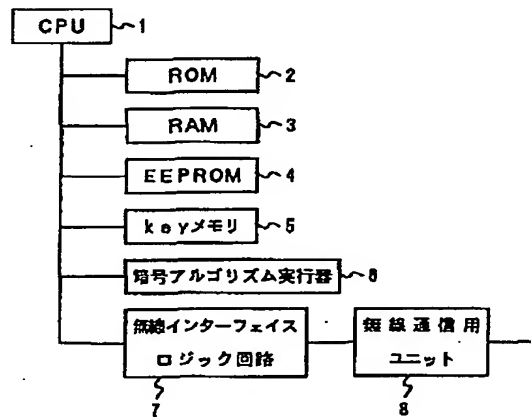 CPU
1
ROM
2
RAM
3
EEPROM
4
keyメモリ
5
暗号アルゴリズム実行器
6
無線インターフェイス
ロジック回路
7
無線通信用
ユニット
8